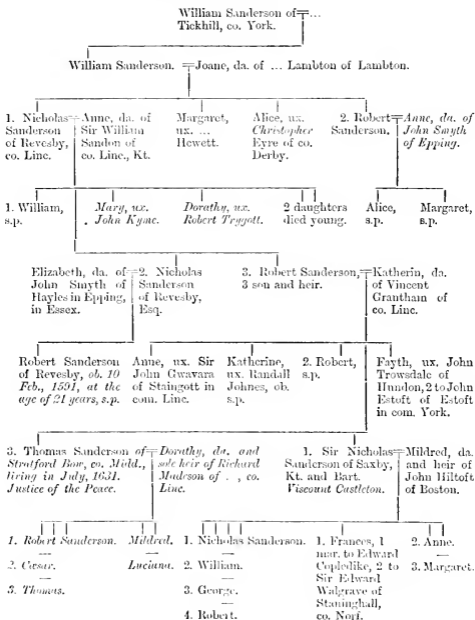 William Sanderson of = ...
Tickhill, co. York.
William Sanderson. = Joane, da. of ... Lambton of Lambton.
1. Nicholas = Anne, da. of
Sanderson Sir William
of Revesby, Sandon of
co. Linc. co. Linc., Kt.
Margaret,
ux. ...
Hewett.
Alice, ux.
Christopher
Eyre of co.
Derby.
2. Robert = Anne, da. of
Sanderson. John Smyth
of Epping.
1. William,
s.p.
Mary, ux.
John Kyme.
Dorathy, ux.
Robert Trygott.
2 daughters
died young.
Alice,
s.p.
Margaret,
s.p.
Elizabeth, da. of = 2. Nicholas
John Smyth of Sanderson
Hayles in Epping, of Revesby,
in Essex. Esq.
3. Robert Sanderson, = Katherin, da.
3 son and heir. of Vincent
Grantham of
co. Linc.
Robert Sanderson
of Revesby, ob. 10
Feb., 1591, at the
age of 21 years, s.p.
Anne, ux. Sir
John Gwavara
of Staingott in
com. Linc.
Katherine,
ux. Randall
Johnes, ob.
s.p.
2. Robert,
s.p.
Fayth, ux. John
Trowsdale of
Hundon, 2 to John
Estoft of Estoft
in com. York.
3. Thomas Sanderson of = Dorathy, da. and
Stratford Bow, co. Midd., sole heir of Richard
living in July, 1631. Madeson of . , co.
Justice of the Peace. Linc.
1. Sir Nicholas = Mildred, da.
Sanderson of Saxby, and heir of
Kt. and Bart. John Hiltoft
Viscount Castleton. of Boston.
1. Robert Sanderson.
—
2. Cæsar.
—
3. Thomas.
Mildred.
—
Luciana.
1. Nicholas Sanderson.
—
2. William.
—
3. George.
—
4. Robert.
1. Frances, 1
mar. to Edward
Copledike, 2 to
Sir Edward
Walgrave of
Staninghall,
co. Norf.
2. Anne.
—
3. Margaret.